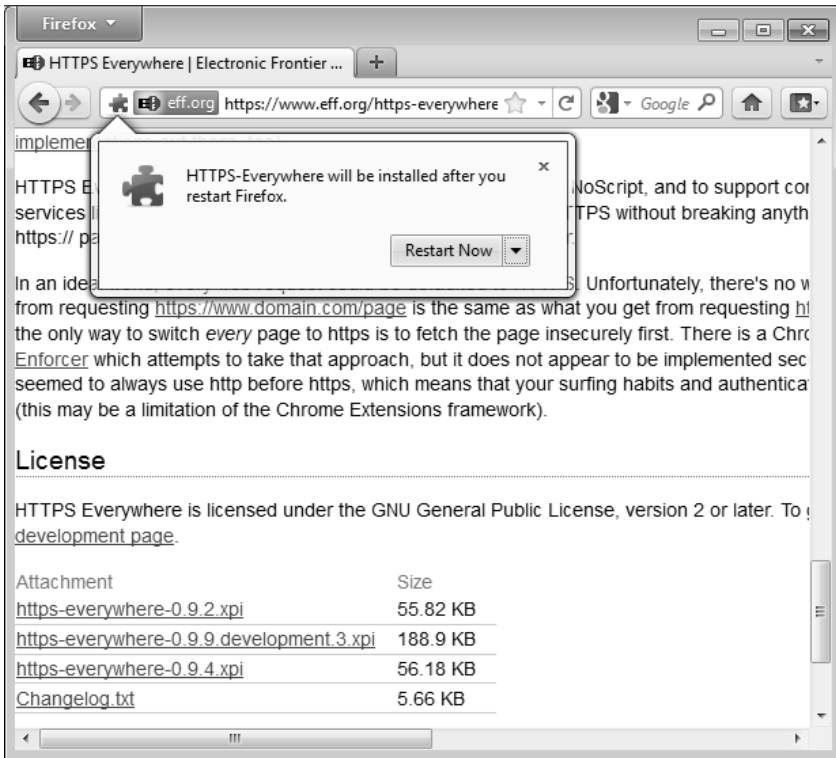 Firefox
HTTPS Everywhere | Electronic Frontier ...
eff.org https://www.eff.org/https-everywhere
Google
HTTPS-Everywhere will be installed after you
restart Firefox.
Restart Now
HTTPS E NoScript, and to support cor
services l TPS without breaking anyth
https:// pa
In an idea S. Unfortunately, there's no w
from requesting https://www.domain.com/page is the same as what you get from requesting ht
the only way to switch every page to https is to fetch the page insecurely first. There is a Chro
Enforcer which attempts to take that approach, but it does not appear to be implemented sec
seemed to always use http before https, which means that your surfing habits and authentica
(this may be a limitation of the Chrome Extensions framework).
License
HTTPS Everywhere is licensed under the GNU General Public License, version 2 or later. To
development page.
Attachment Size
https-everywhere-0.9.2.xpi 55.82 KB
https-everywhere-0.9.9.development.3.xpi 188.9 KB
https-everywhere-0.9.4.xpi 56.18 KB
Changelog.txt 5.66 KB